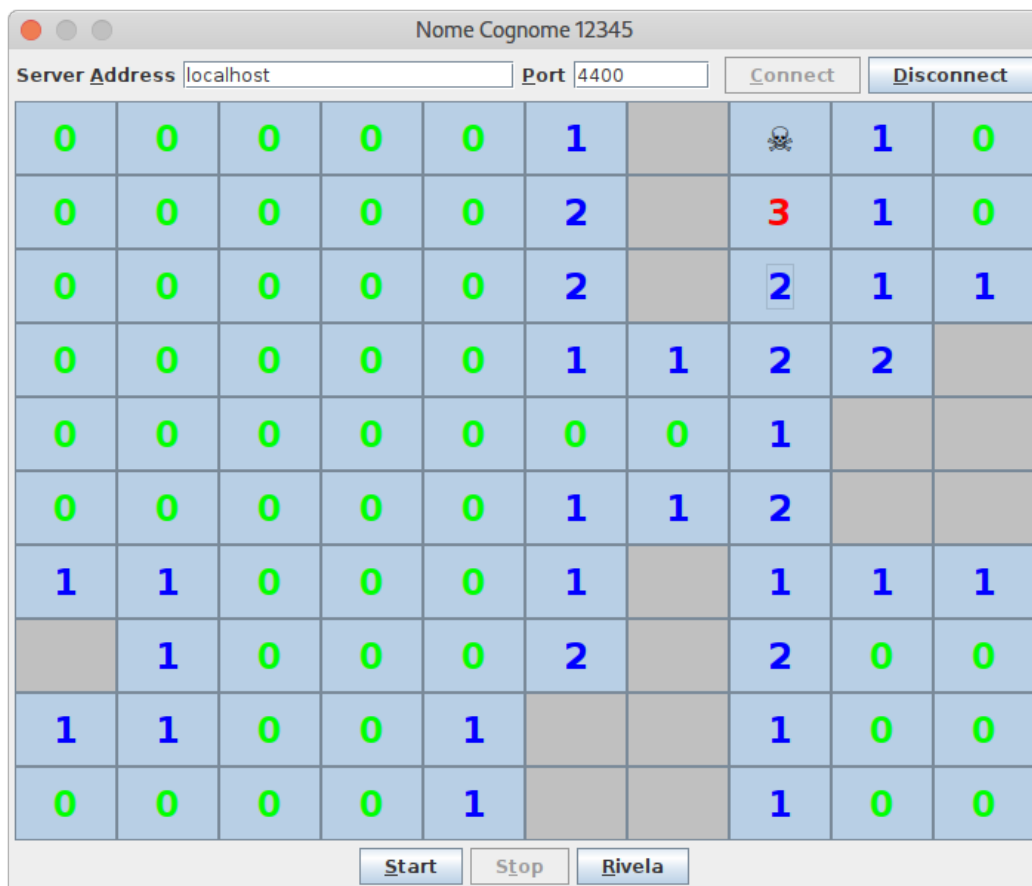 Nome Cognome 12345
Server Address localhost Port 4400 Connect Disconnect
0 0 0 0 0 1 ☠ 1 0
0 0 0 0 0 2 3 1 0
0 0 0 0 0 2 2 1 1
0 0 0 0 0 1 1 2 2
0 0 0 0 0 0 0 1
0 0 0 0 0 1 1 2
1 1 0 0 0 1 1 1 1
1 0 0 0 2 2 0 0
1 1 0 0 1 1 0 0
0 0 0 0 1 1 0 0
Start Stop Rivela